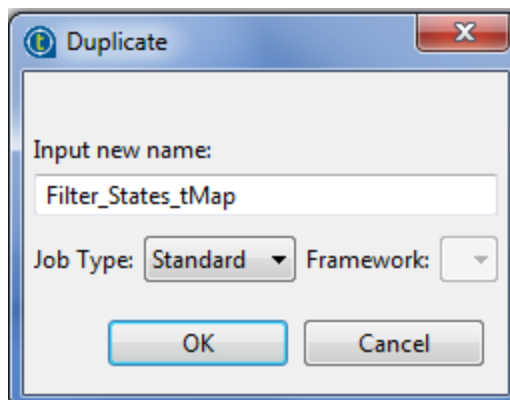 Duplicate
Input new name:
Filter_States_tMap
Job Type: Standard Framework:
OK Cancel